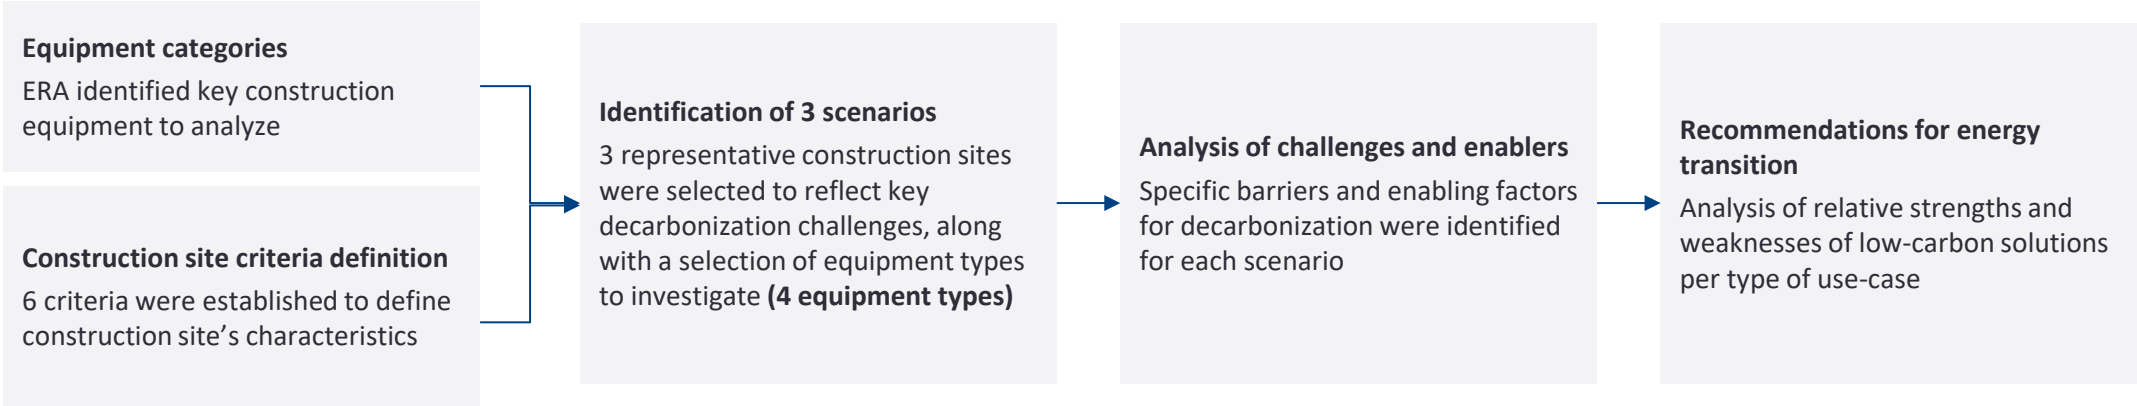 Equipment categories
ERA identified key construction
equipment to analyze
Construction site criteria definition
6 criteria were established to define
construction site’s characteristics
Identification of 3 scenarios
3 representative construction sites
were selected to reflect key
decarbonization challenges, along
with a selection of equipment types
to investigate (4 equipment types)
Analysis of challenges and enablers
Specific barriers and enabling factors
for decarbonization were identified
for each scenario
Recommendations for energy
transition
Analysis of relative strengths and
weaknesses of low-carbon solutions
per type of use-case